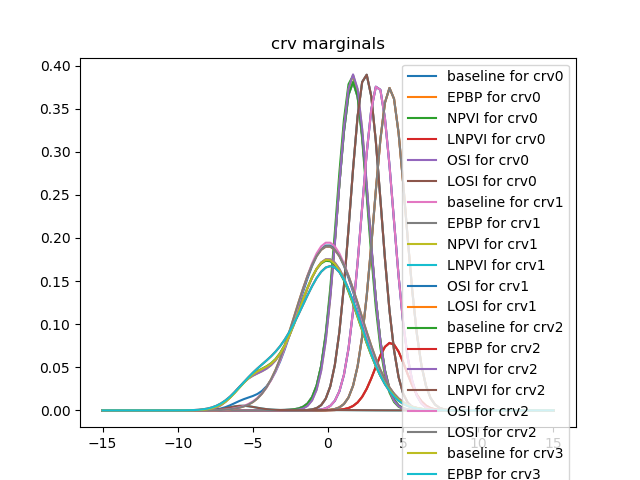 crv marginals
0.40
0.35
0.30
0.25
0.20
0.15
0.10
0.05
0.00
−15
−10
−5
0
5
10
15
baseline for crv0
EPBP for crv0
NPVI for crv0
LNPVI for crv0
OSI for crv0
LOSI for crv0
baseline for crv1
EPBP for crv1
NPVI for crv1
LNPVI for crv1
OSI for crv1
LOSI for crv1
baseline for crv2
EPBP for crv2
NPVI for crv2
LNPVI for crv2
OSI for crv2
LOSI for crv2
baseline for crv3
EPBP for crv3